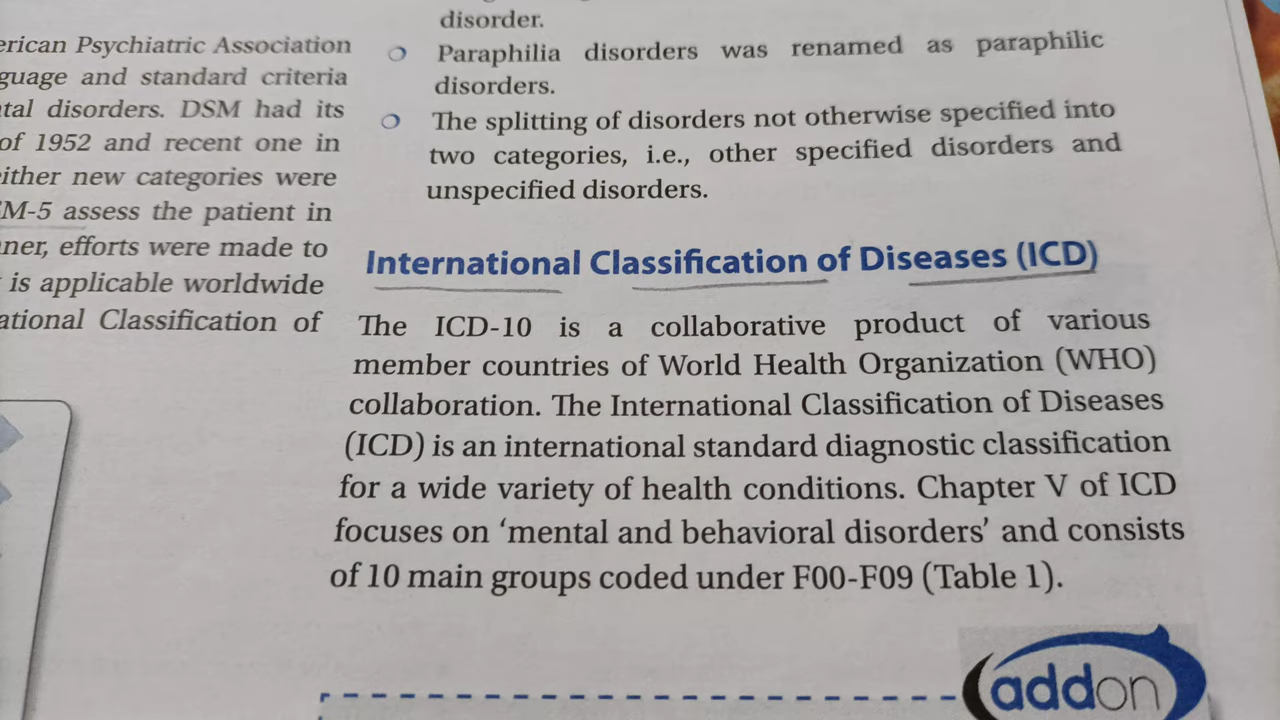 erican Psychiatric Association
guage and standard criteria
tal disorders. DSM had its
of 1952 and recent one in
either new categories were
M-5 assess the patient in
ner, efforts were made to
is applicable worldwide
ational Classification of
disorder.
Paraphilia disorders was renamed as paraphilic
disorders.
The splitting of disorders not otherwise specified into
two categories, i.e., other specified disorders and
unspecified disorders.
International Classification of Diseases (ICD)
The ICD-10 is a collaborative product of various
member countries of World Health Organization (WHO)
collaboration. The International Classification of Diseases
(ICD) is an international standard diagnostic classification
for a wide variety of health conditions. Chapter V of ICD
focuses on ‘mental and behavioral disorders’ and consists
of 10 main groups coded under F00-F09 (Table 1).
addon